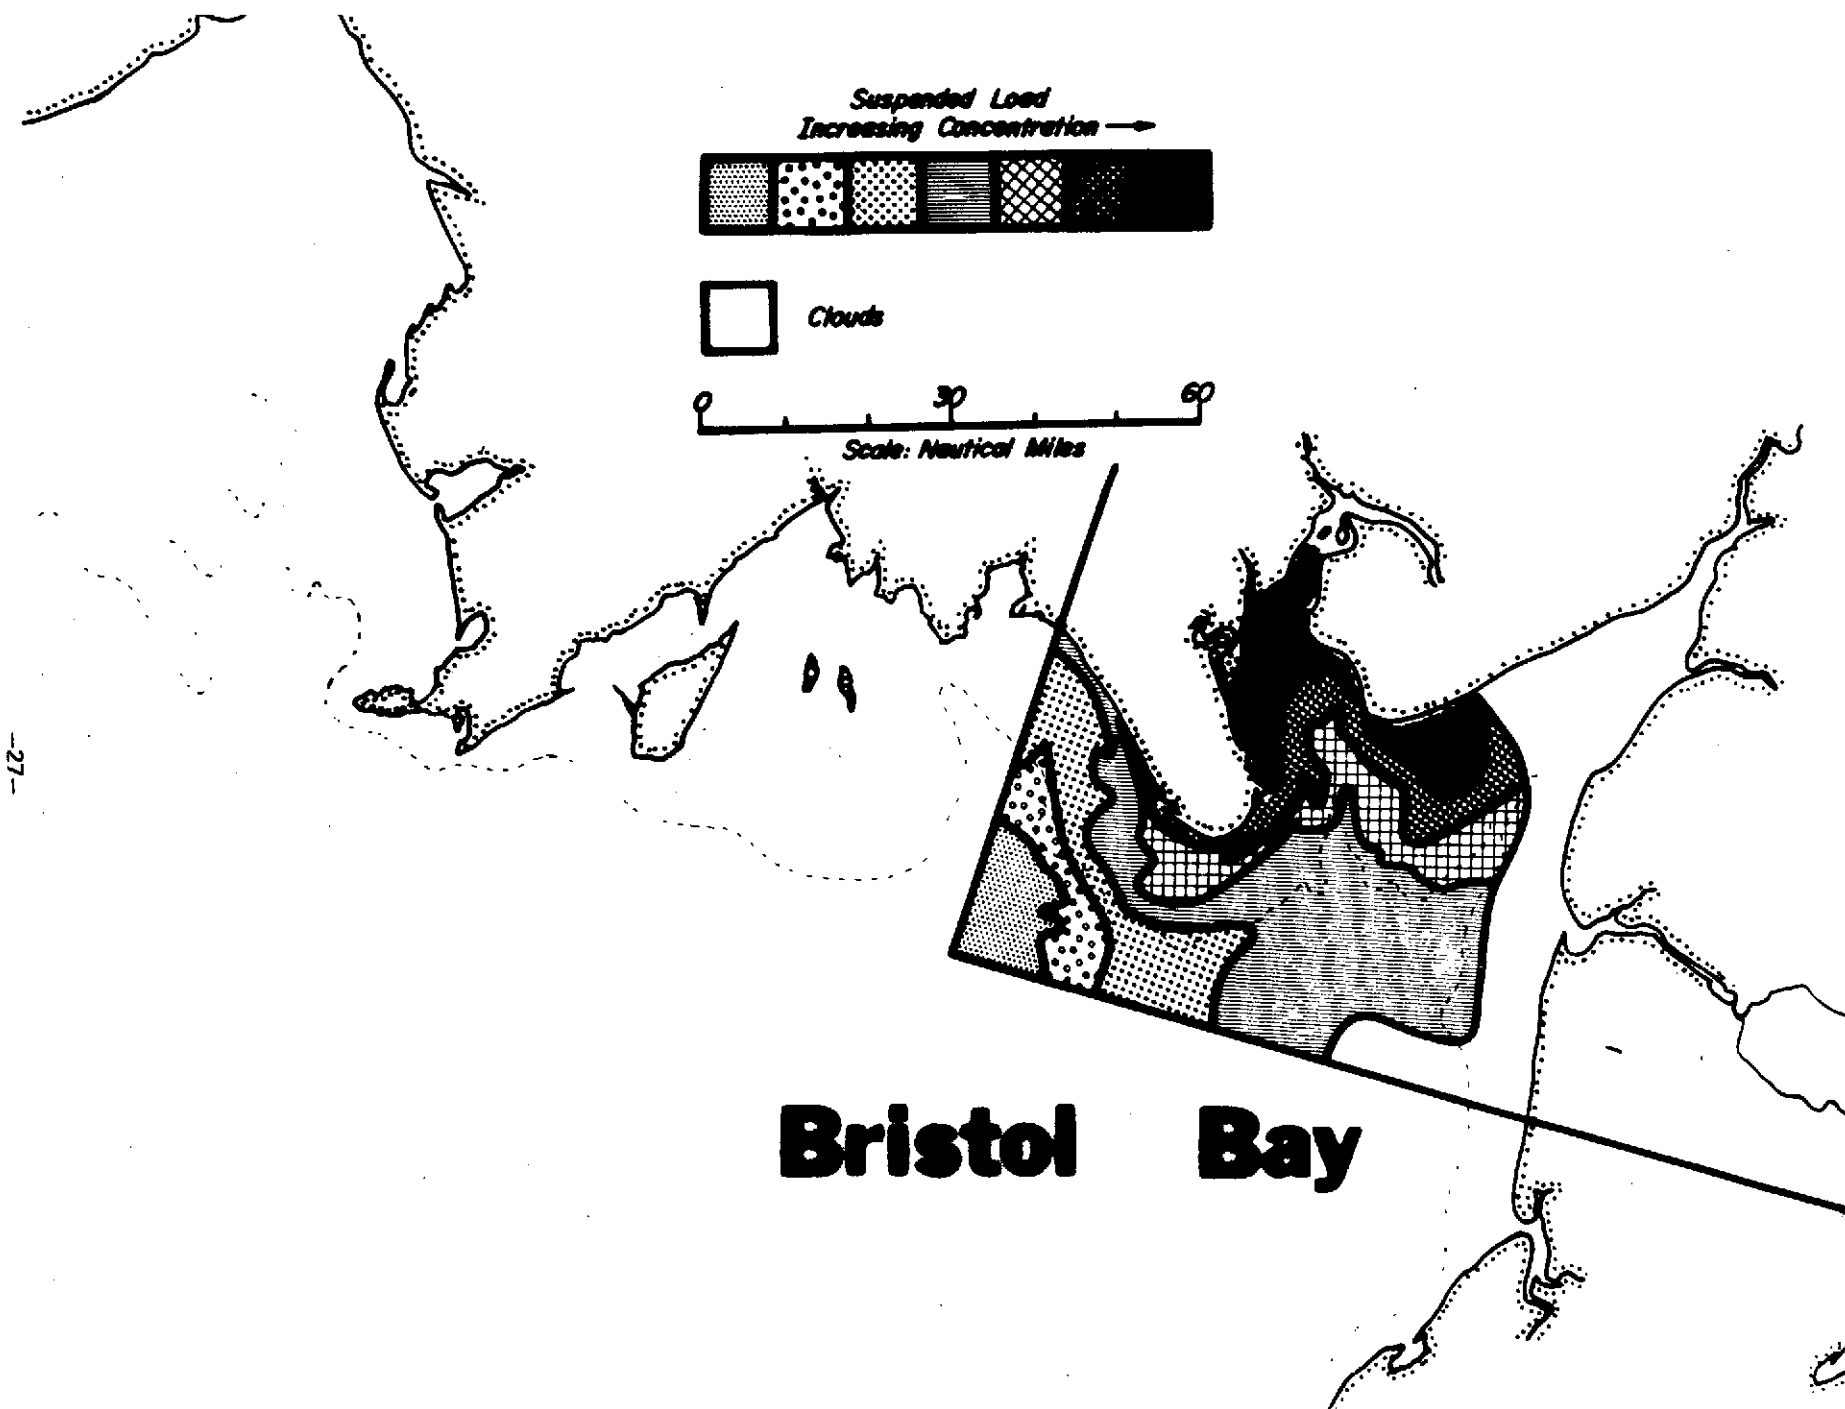 Suspended Load
Increasing Concentration
Clouds
0 30 60
Scale: Nautical Miles
-27-
Bristol Bay